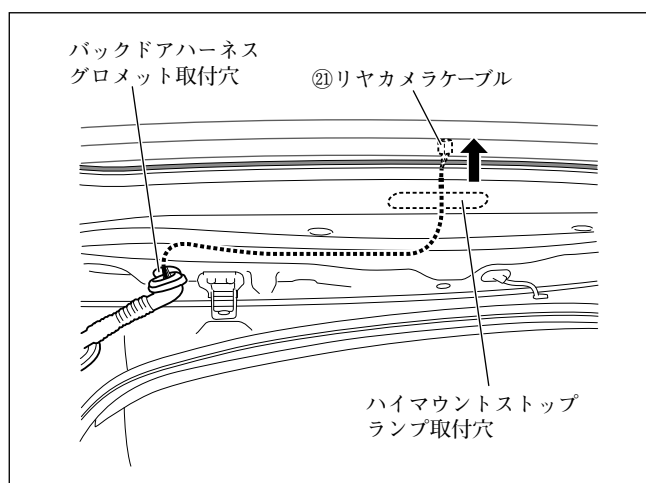 バックドアハーネス
グロメット取付穴
㉑リヤカメラケーブル
ハイマウントストップ
ランプ取付穴